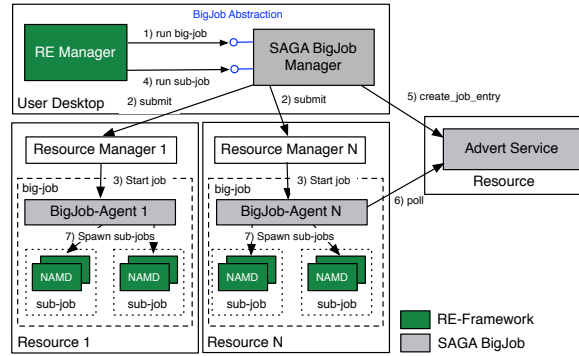 BigJob Abstraction
1) run big-job
RE Manager
SAGA BigJob
Manager
4) run sub-job
User Desktop
2) submit
2) submit
5) create_job_entry
Resource Manager 1
Resource Manager N
Advert Service
Resource
3) Start job
3) Start job
big-job
big-job
BigJob-Agent 1
BigJob-Agent N
6) poll
7) Spawn sub-jobs
7) Spawn sub-jobs
NAMD
NAMD
NAMD
NAMD
sub-job
sub-job
sub-job
sub-job
Resource 1
Resource N
RE-Framework
SAGA BigJob